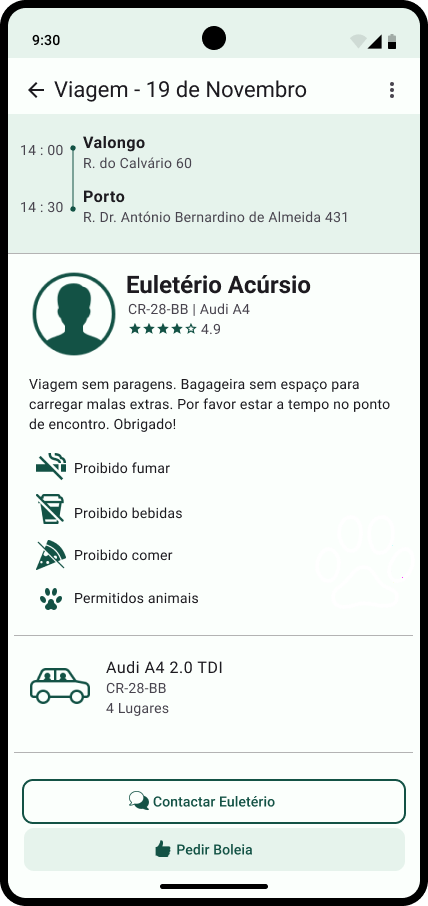 9:30
Viagem - 19 de Novembro
14 : 00 Valongo
R. do Calvário 60
14 : 30 Porto
R. Dr. António Bernardino de Almeida 431
Euletério Acúrsio
CR-28-BB | Audi A4
4.9
Viagem sem paragens. Bagageira sem espaço para
carregar malas extras. Por favor estar a tempo no ponto
de encontro. Obrigado!
Proibido fumar
Proibido bebidas
Proibido comer
Permitidos animais
Audi A4 2.0 TDI
CR-28-BB
4 Lugares
Contactar Euletério
Pedir Boleia